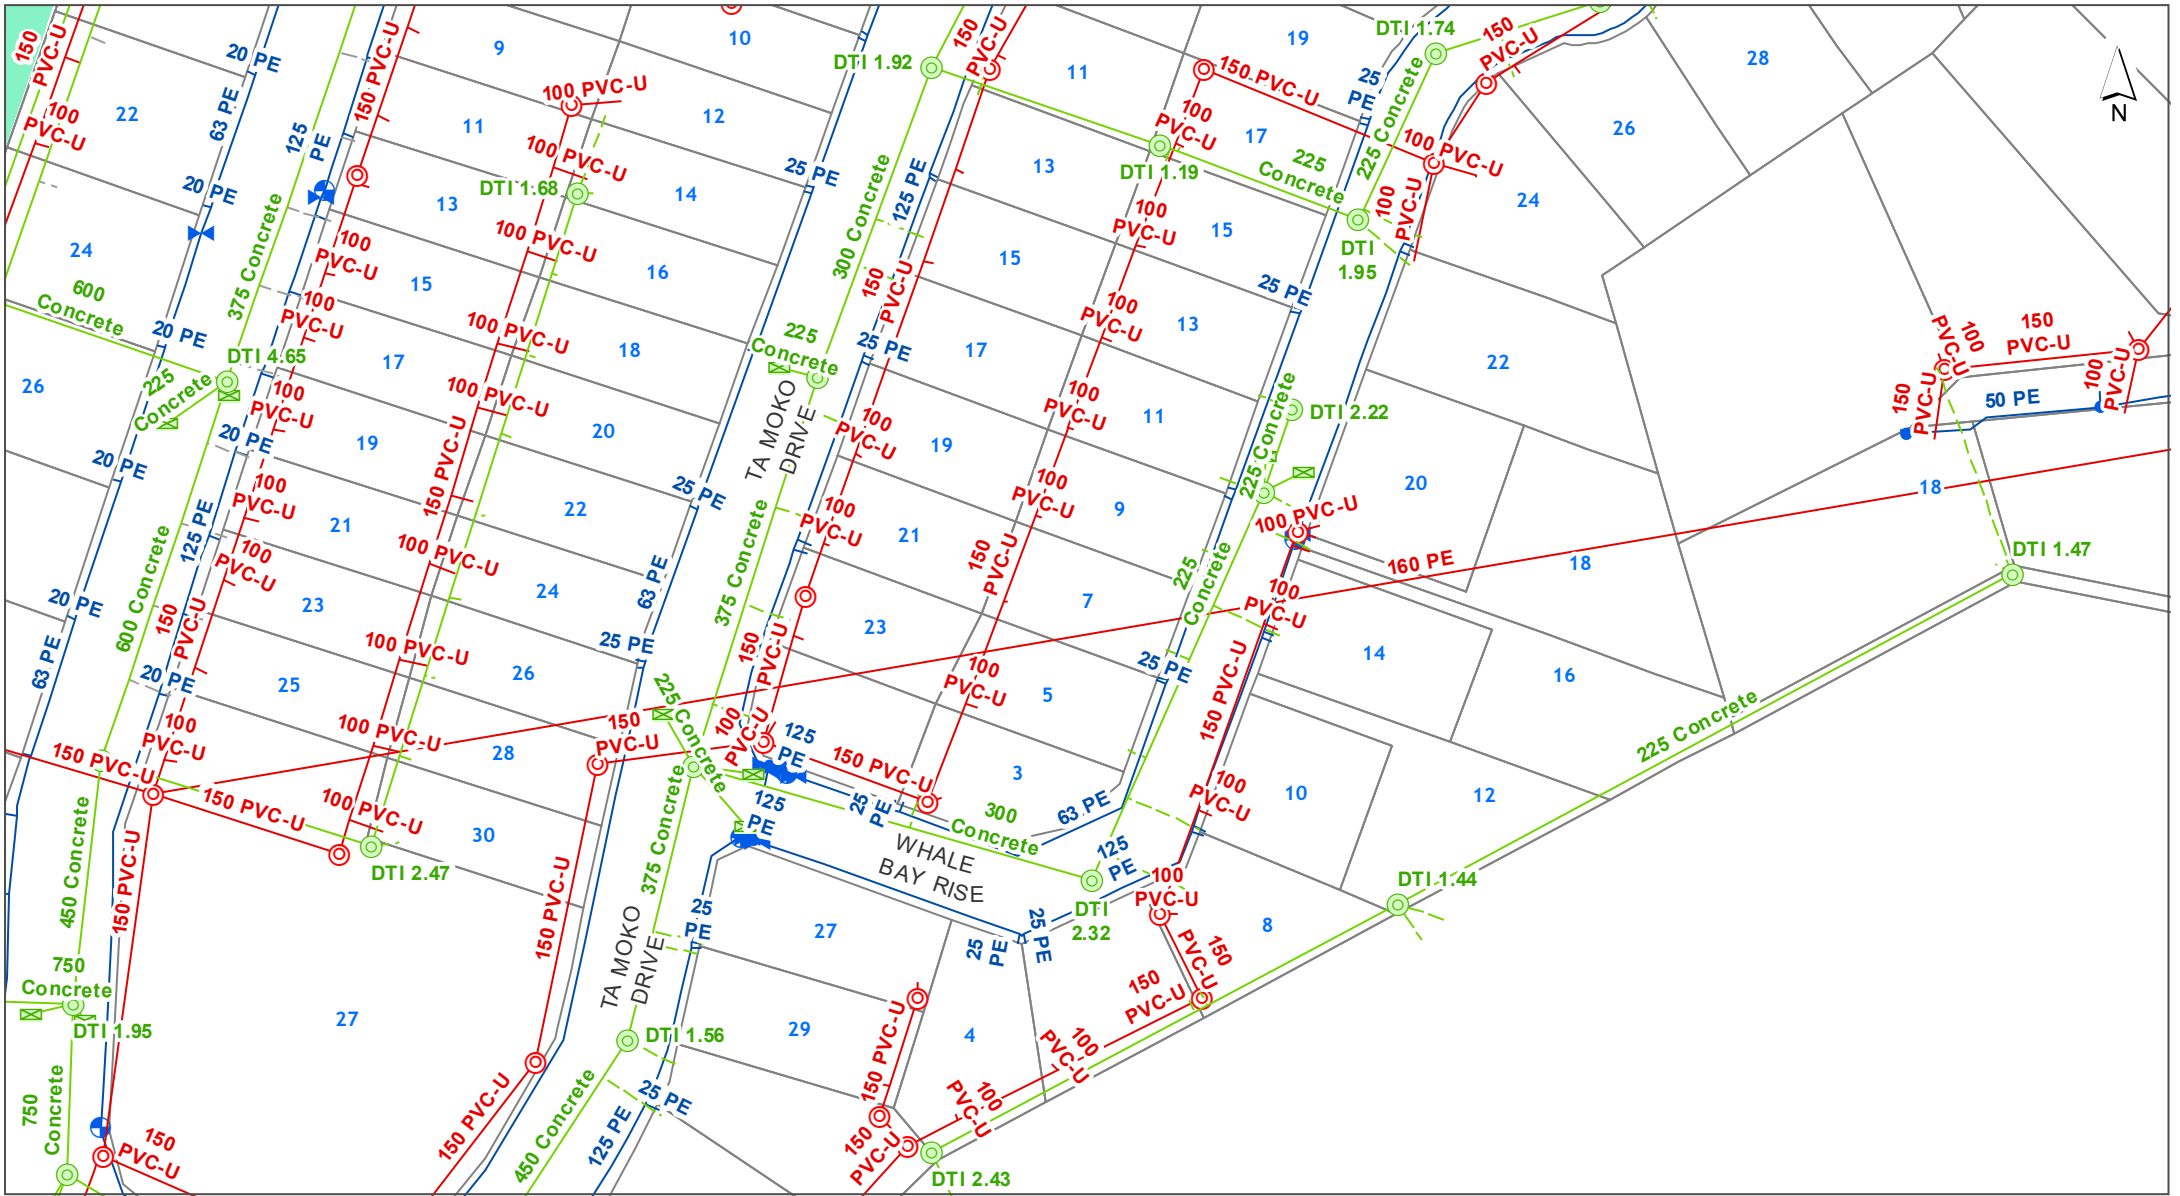 150
PVC-U
20 PE
9
10
DTI 1.92
150
PVC-U
11
19
DTI 1.74
150
PVC-U
28
N
22
100
PVC-U
63 PE
125
PE
150 PVC-U
100 PVC-U
11
12
13
150 PVC-U
100
PVC-U
17
25
PE
225 Concrete
100 PVC-U
26
20 PE
100 PVC-U
DTI 1.68
14
13
25 PE
300 Concrete
125 PE
DTI 1.19
225
Concrete
100
PVC-U
24
24
375 Concrete
100
PVC-U
100 PVC-U
15
16
15
100
PVC-U
15
DTI
1.95
600
Concrete
20 PE
100
PVC-U
100 PVC-U
18
150
PVC-U
225
Concrete
25 PE
17
100
PVC-U
25 PE
13
22
100
PVC-U
150
PVC-U
100
PVC-U
150
PVC-U
50 PE
26
225
Concrete
DTI 4.65
17
100
PVC-U
100 PVC-U
TA MOKO
DRIVE
100
PVC-U
19
100
PVC-U
11
225 Concrete
DTI 2.22
20 PE
20 PE
19
20
150 PVC-U
20
18
125 PE
100
PVC-U
21
22
25 PE
375 Concrete
100
PVC-U
21
100
PVC-U
9
100 PVC-U
DTI 1.47
600 Concrete
20 PE
100
PVC-U
100 PVC-U
23
24
63 PE
150
PVC-U
7
225
Concrete
160 PE
18
100
PVC-U
63 PE
150
PVC-U
20 PE
25
100 PVC-U
26
25 PE
150
PVC-U
23
100
PVC-U
5
25 PE
14
16
150 PVC-U
225 Concrete
100
PVC-U
150 PVC-U
100 PVC-U
28
150
PVC-U
225
Concrete
100
PVC-U
125
PE
150 PVC-U
3
150 PVC-U
100 PVC-U
30
DTI 2.47
125
PE
25
PE
300
Concrete
63 PE
100
PVC-U
10
12
450 Concrete
150 PVC-U
150 PVC-U
375 Concrete
WHALE
BAY RISE
125
PE
DTI
2.32
100
PVC-U
DTI 1.44
750
Concrete
DTI 1.95
27
TA MOKO
DRIVE
25
PE
27
25
PE
25 PE
150
PVC-U
8
750
Concrete
DTI 1.56
29
150 PVC-U
4
150
PVC-U
100
PVC-U
150
PVC-U
150 PVC-U
450 Concrete
25 PE
125 PE
150
PVC-U
100
PVC-U
DTI 2.43